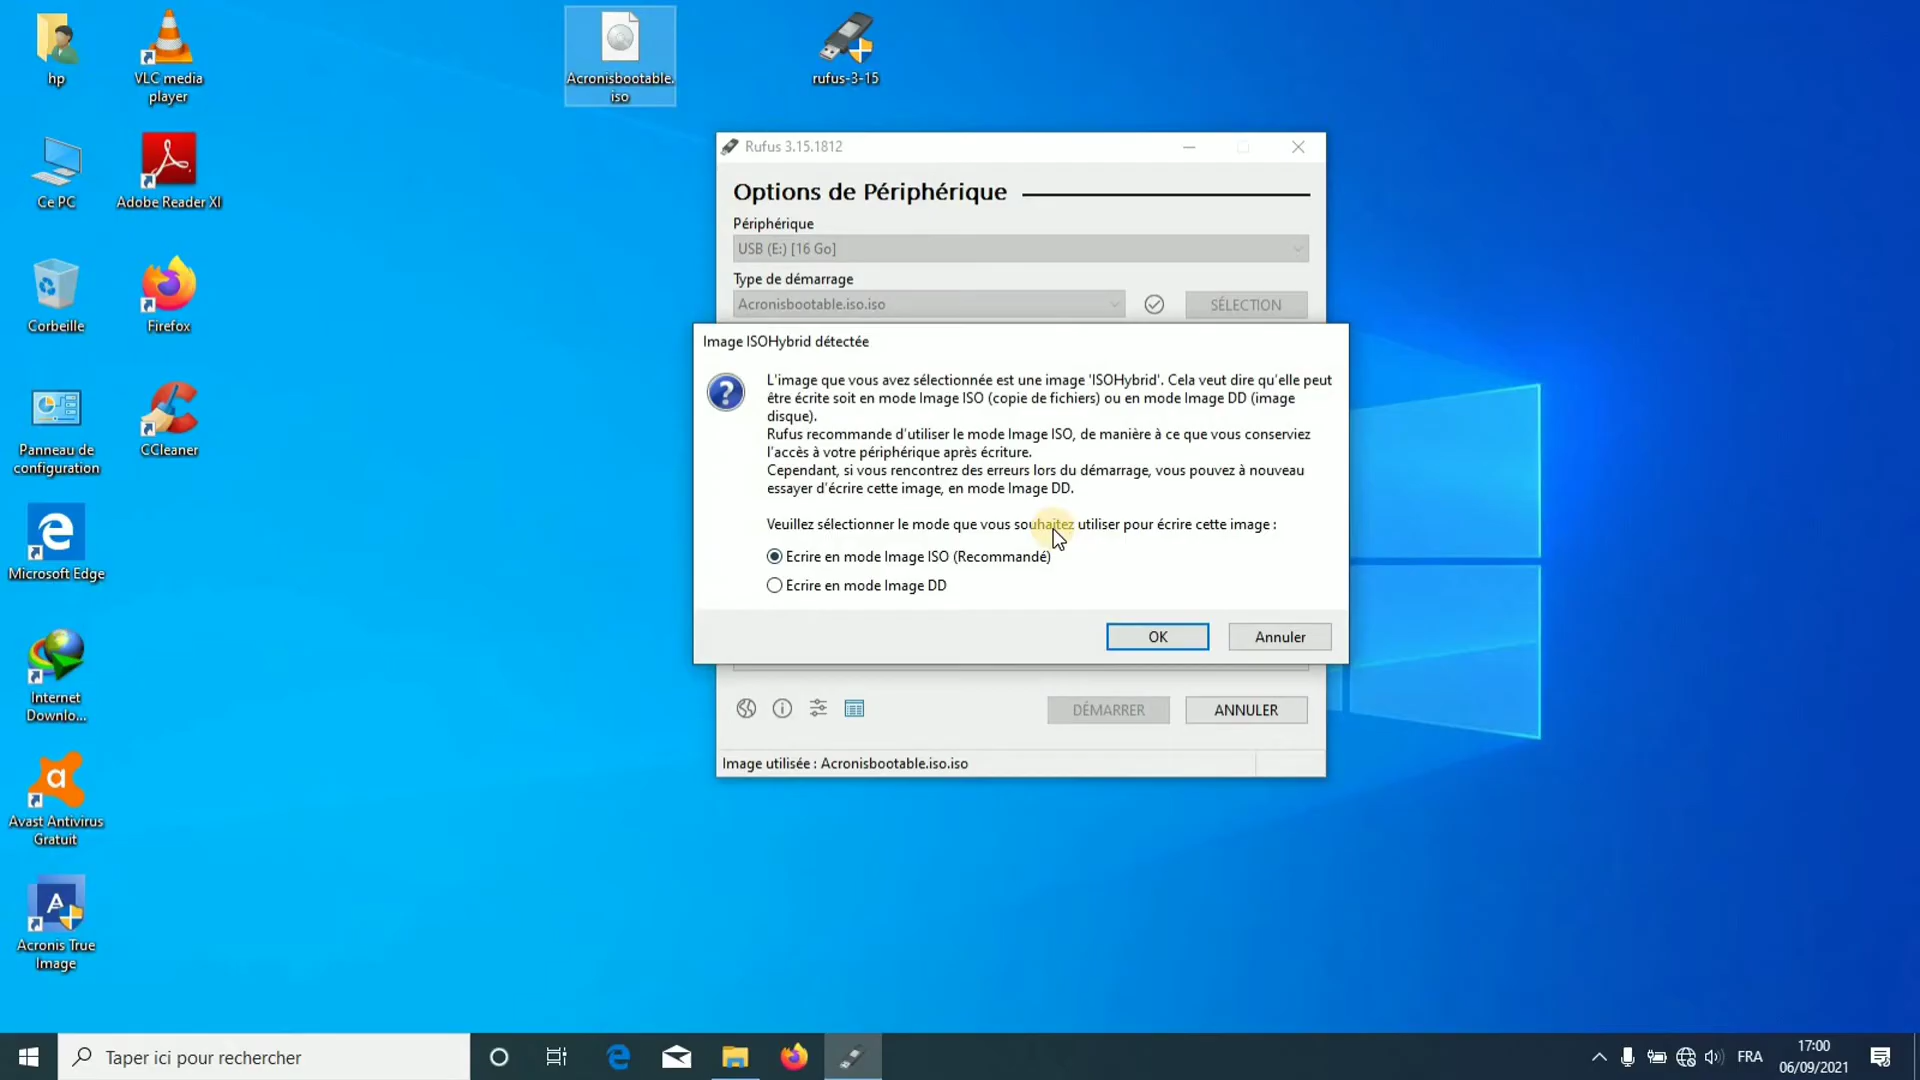 hp
VLC media
player
Acronisbootable.
iso
rufus-3-15
Ce PC
Adobe Reader XI
Corbeille
Firefox
Panneau de
configuration
CCleaner
Microsoft Edge
Internet
Downlo...
Avast Antivirus
Gratuit
Acronis True
Image
Rufus 3.15.1812
Options de Périphérique
Périphérique
USB (E:) [16 Go]
Type de démarrage
Acronisbootable.iso.iso
SÉLECTION
Image ISOHybrid détectée
L'image que vous avez sélectionnée est une image 'ISOHybrid'. Cela veut dire qu'elle peut
être écrite soit en mode Image ISO (copie de fichiers) ou en mode Image DD (image
disque).
Rufus recommande d'utiliser le mode Image ISO, de manière à ce que vous conserviez
l'accès à votre périphérique après écriture.
Cependant, si vous rencontrez des erreurs lors du démarrage, vous pouvez à nouveau
essayer d'écrire cette image, en mode Image DD.
Veuillez sélectionner le mode que vous souhaitez utiliser pour écrire cette image :
Ecrire en mode Image ISO (Recommandé)
Ecrire en mode Image DD
OK
Annuler
DÉMARRER
ANNULER
Image utilisée : Acronisbootable.iso.iso
Taper ici pour rechercher
FRA
17:00
06/09/2021